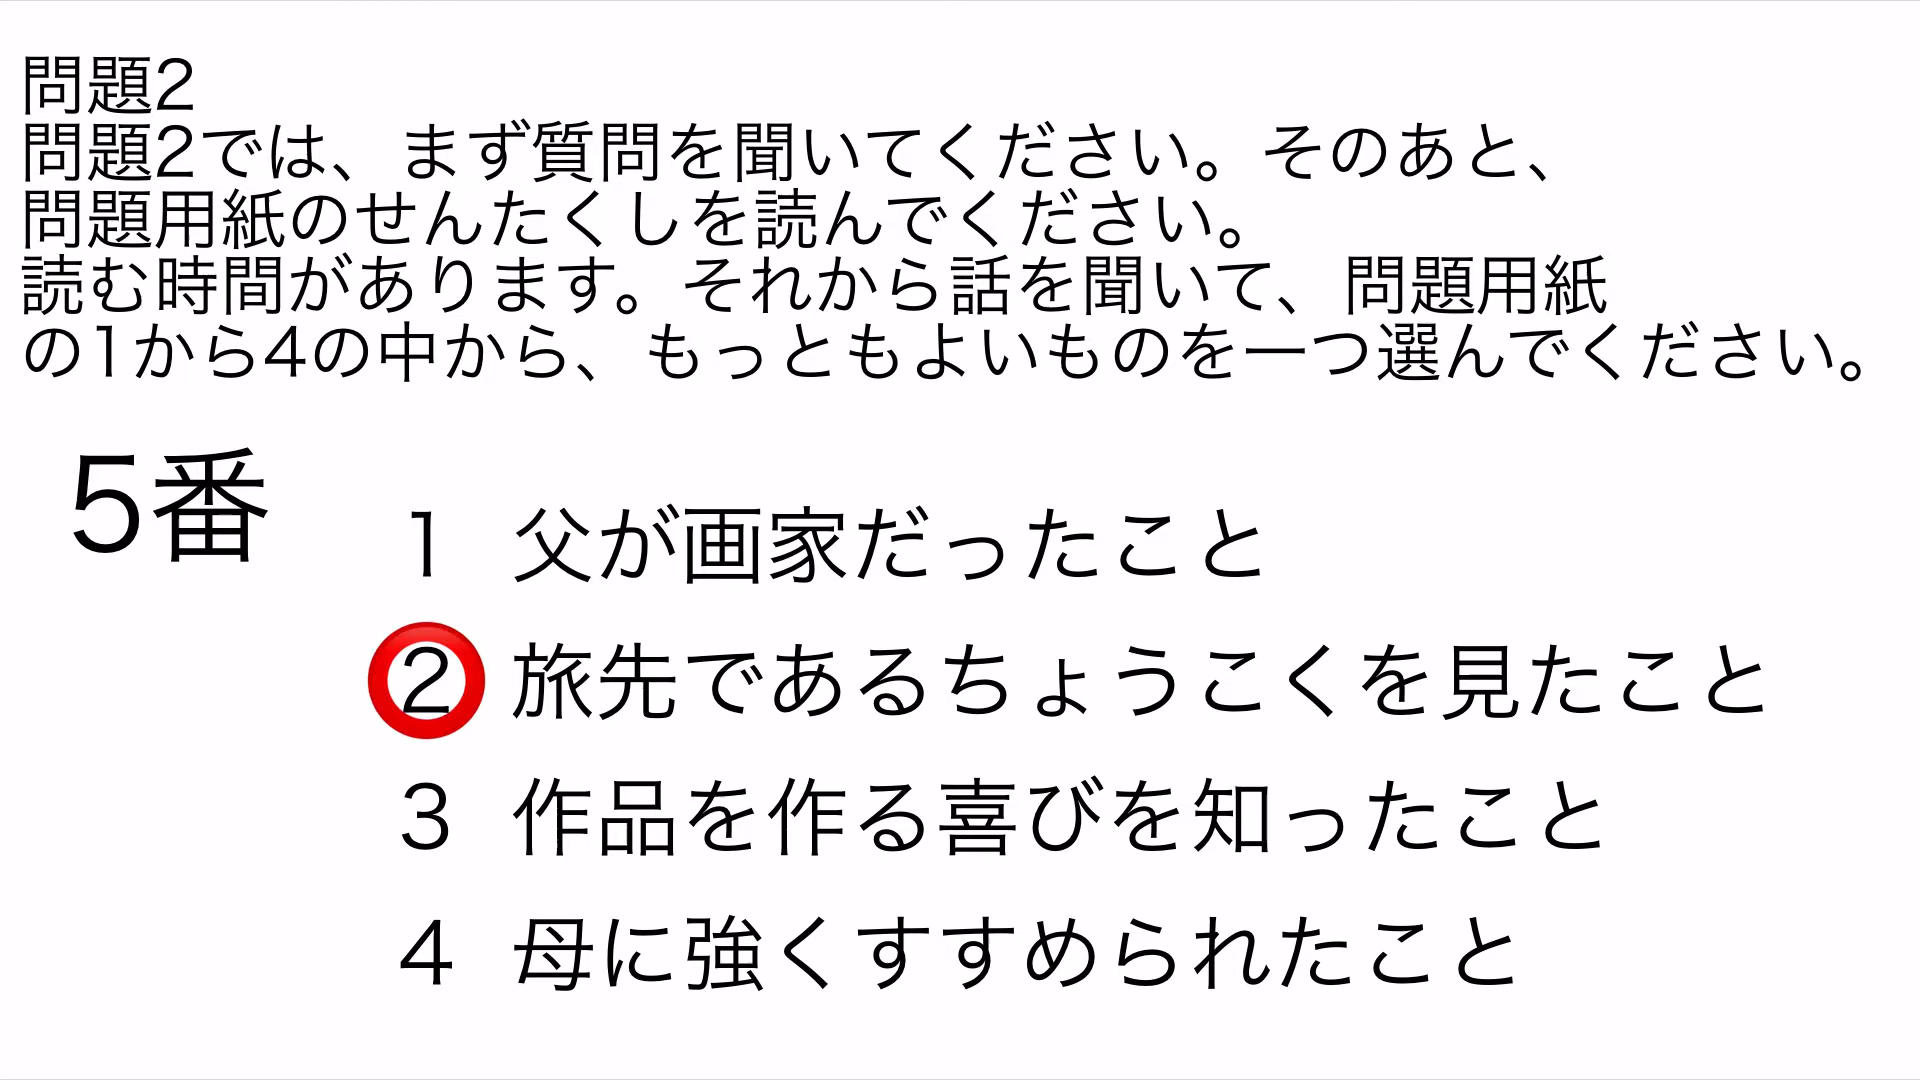 問題2
問題2では、まず質問を聞いてください。そのあと、
問題用紙のせんたくしを読んでください。
読む時間があります。それから話を聞いて、問題用紙
の1から4の中から、もっともよいものを一つ選んでください。
5番
1 父が画家だったこと
2 旅先であるちょうこくを見たこと
3 作品を作る喜びを知ったこと
4 母に強くすすめられたこと